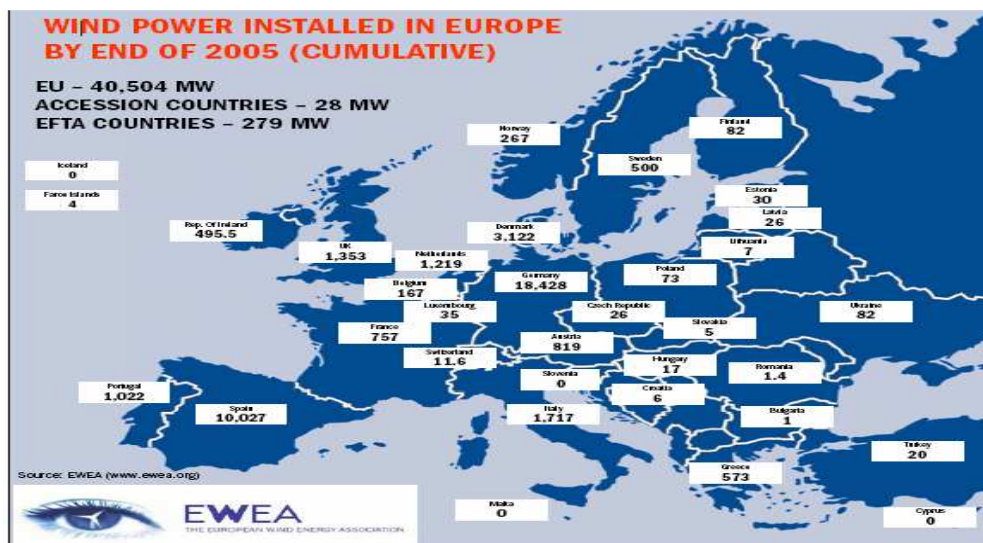 WIND POWER INSTALLED IN EUROPE
BY END OF 2005 (CUMULATIVE)
EU – 40,504 MW
ACCESSION COUNTRIES – 28 MW
EFTA COUNTRIES – 279 MW
Iceland
0
Faroe Islands
4
Norway
267
Finland
82
Sweden
500
Estonia
30
Latvia
26
Lithuania
7
Rep. Of Ireland
495.5
UK
1,353
Denmark
3,122
Netherlands
1,219
Belgium
167
Germany
18,428
Poland
73
Luxembourg
35
Czech Republic
26
Slovakia
5
Ukraine
82
France
757
Austria
819
Switzerland
11.6
Hungary
17
Romania
1.4
Slovenia
0
Croatia
6
Portugal
1,022
Spain
10,027
Italy
1,717
Bulgaria
1
Turkey
20
Greece
573
Malta
0
Cyprus
0
Source: EWEA (www.ewea.org)
EWEA
THE EUROPEAN WIND ENERGY ASSOCIATION